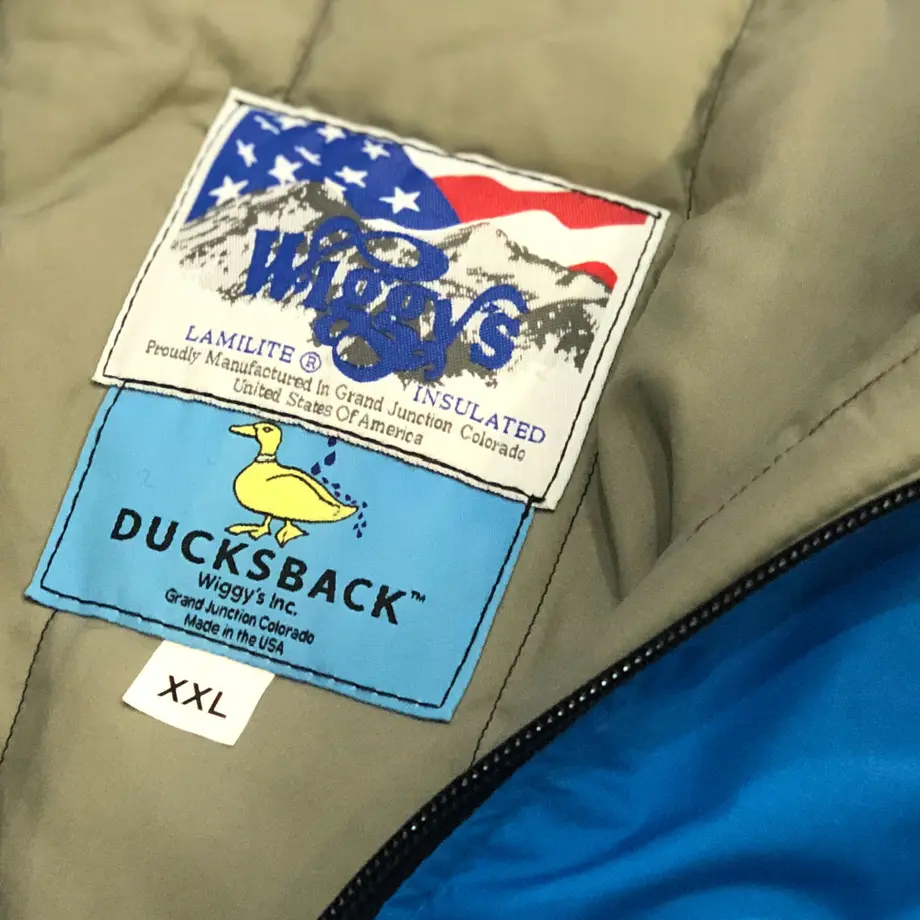 Wiggy's
LAMILITE ® INSULATED
Proudly Manufactured In Grand Junction Colorado
United States Of America
DUCKSBACK™
Wiggy's Inc.
Grand Junction Colorado
Made in the USA
XXL